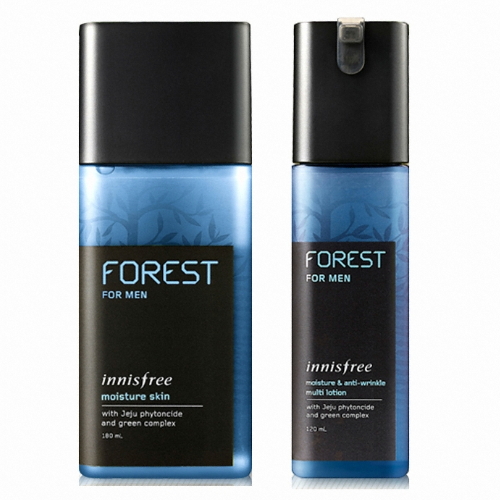 FOREST
FOR MEN
innisfree
moisture skin
with Jeju phytoncide
and green complex
180 mL
FOREST
FOR MEN
innisfree
moisture & anti-wrinkle
multi lotion
with Jeju phytoncide
and green complex
120 mL